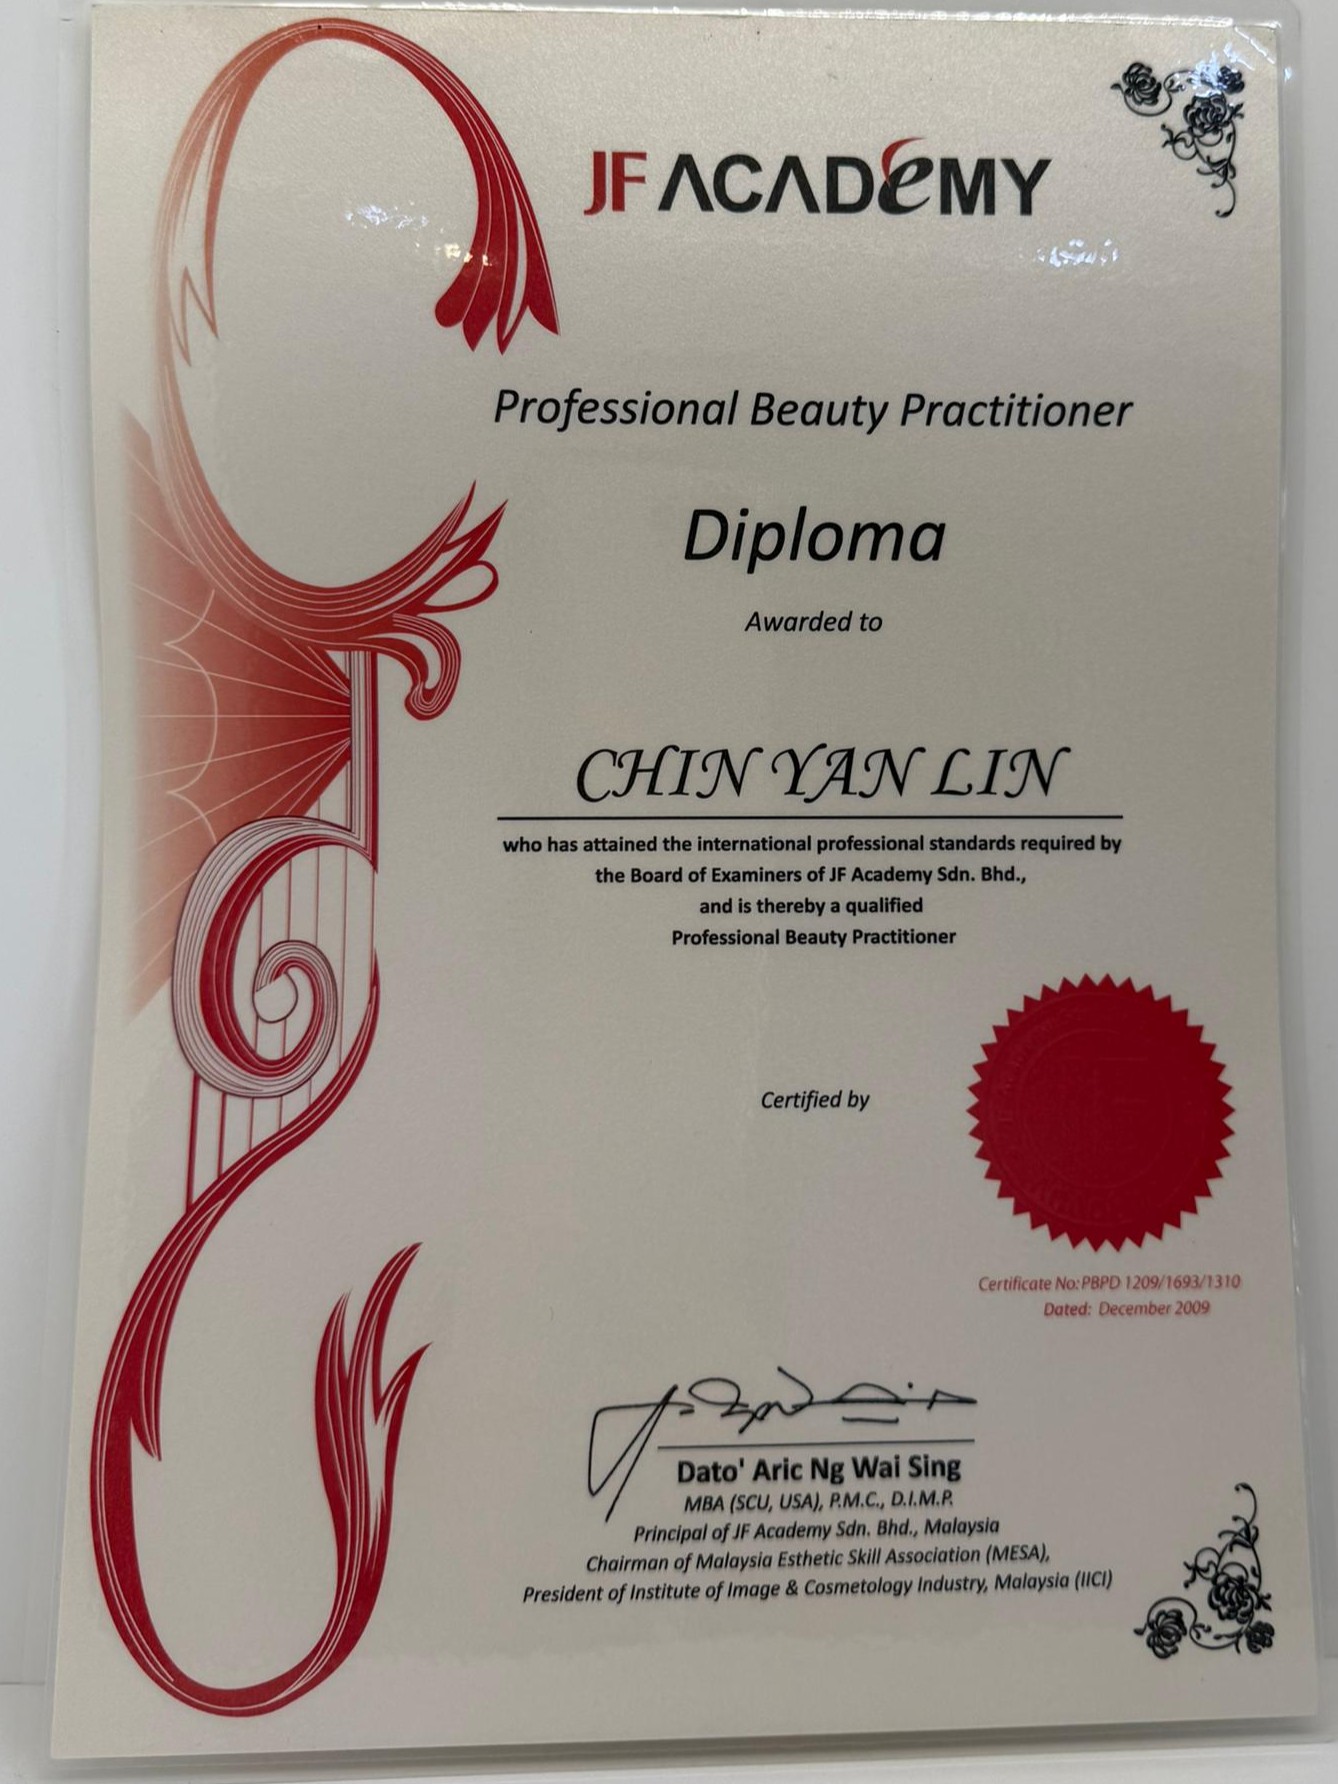 JF ACADEMY
Professional Beauty Practitioner
Diploma
Awarded to
CHIN YAN LIN
who has attained the international professional standards required by
the Board of Examiners of JF Academy Sdn. Bhd.,
and is thereby a qualified
Professional Beauty Practitioner
Certified by
Certificate No: PBPD 1209/1693/1310
Dated: December 2009
Dato' Aric Ng Wai Sing
MBA (SCU, USA), P.M.C., D.I.M.P.
Principal of JF Academy Sdn. Bhd., Malaysia
Chairman of Malaysia Esthetic Skill Association (MESA),
President of Institute of Image & Cosmetology Industry, Malaysia (IICI)